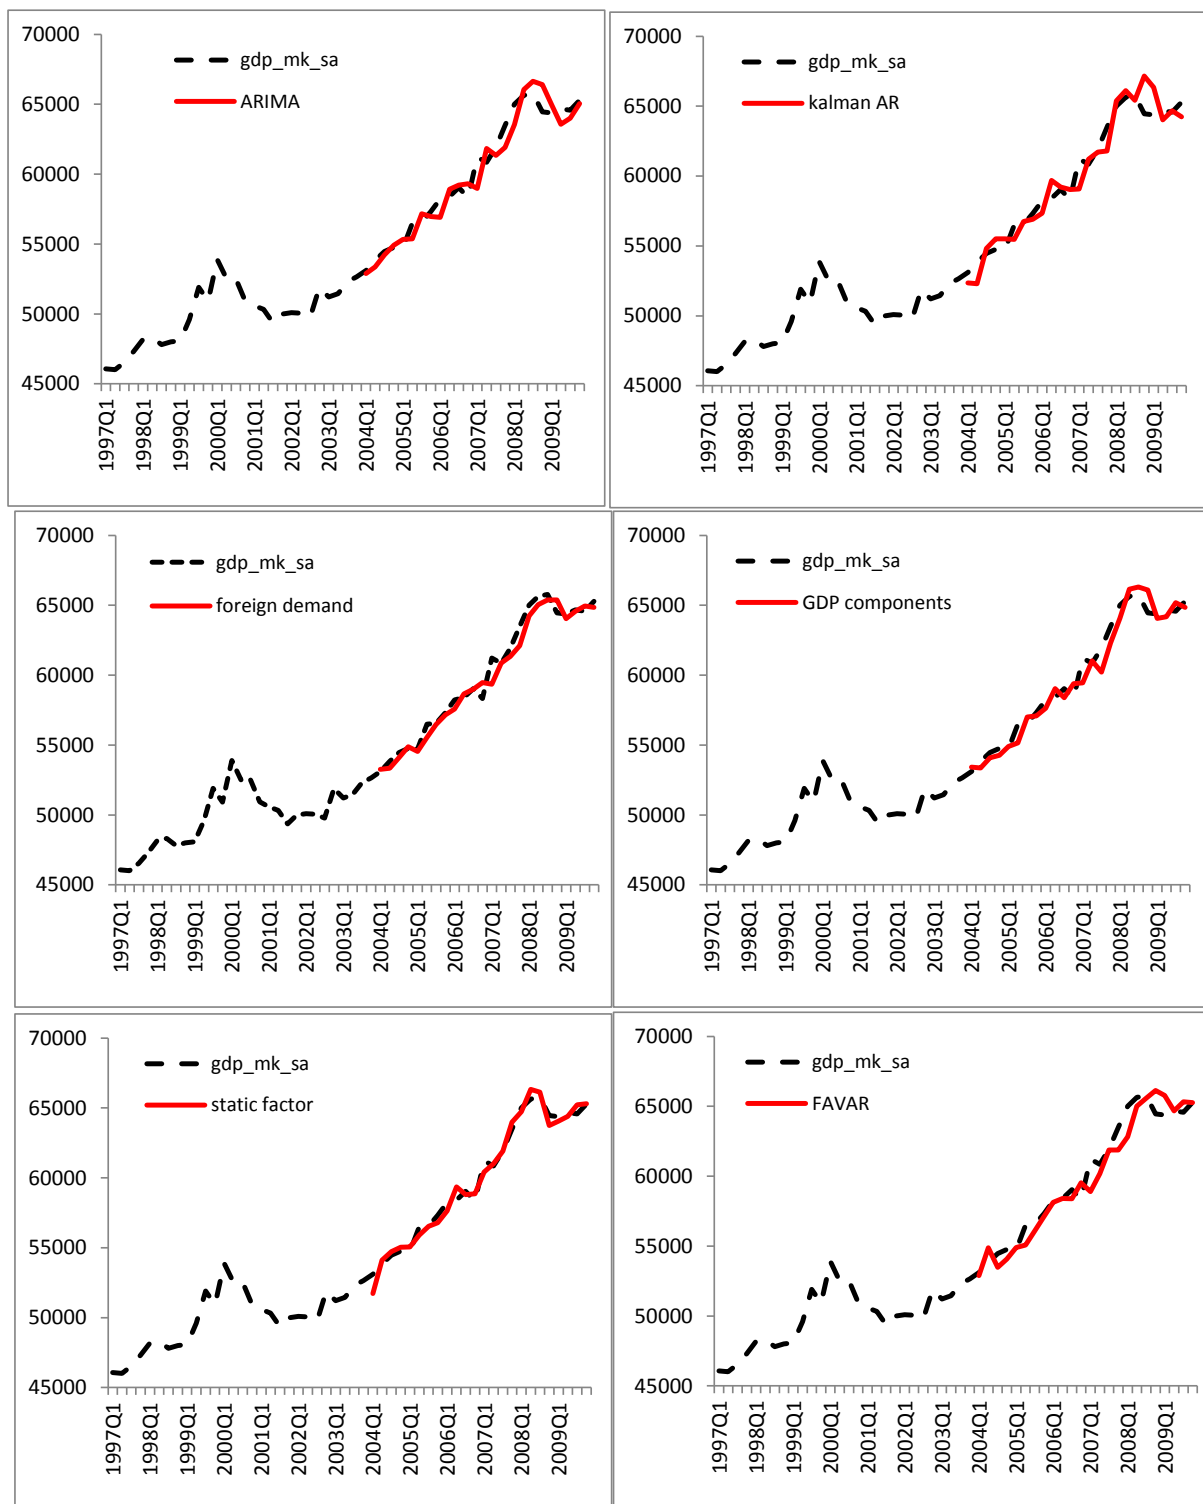 70000
65000
60000
55000
50000
45000
gdp_mk_sa
ARIMA
1997Q1
1998Q1
1999Q1
2000Q1
2001Q1
2002Q1
2003Q1
2004Q1
2005Q1
2006Q1
2007Q1
2008Q1
2009Q1
70000
65000
60000
55000
50000
45000
gdp_mk_sa
kalman AR
1997Q1
1998Q1
1999Q1
2000Q1
2001Q1
2002Q1
2003Q1
2004Q1
2005Q1
2006Q1
2007Q1
2008Q1
2009Q1
70000
65000
60000
55000
50000
45000
gdp_mk_sa
foreign demand
1997Q1
1998Q1
1999Q1
2000Q1
2001Q1
2002Q1
2003Q1
2004Q1
2005Q1
2006Q1
2007Q1
2008Q1
2009Q1
70000
65000
60000
55000
50000
45000
gdp_mk_sa
GDP components
1997Q1
1998Q1
1999Q1
2000Q1
2001Q1
2002Q1
2003Q1
2004Q1
2005Q1
2006Q1
2007Q1
2008Q1
2009Q1
70000
65000
60000
55000
50000
45000
gdp_mk_sa
static factor
1997Q1
1998Q1
1999Q1
2000Q1
2001Q1
2002Q1
2003Q1
2004Q1
2005Q1
2006Q1
2007Q1
2008Q1
2009Q1
70000
65000
60000
55000
50000
45000
gdp_mk_sa
FAVAR
1997Q1
1998Q1
1999Q1
2000Q1
2001Q1
2002Q1
2003Q1
2004Q1
2005Q1
2006Q1
2007Q1
2008Q1
2009Q1